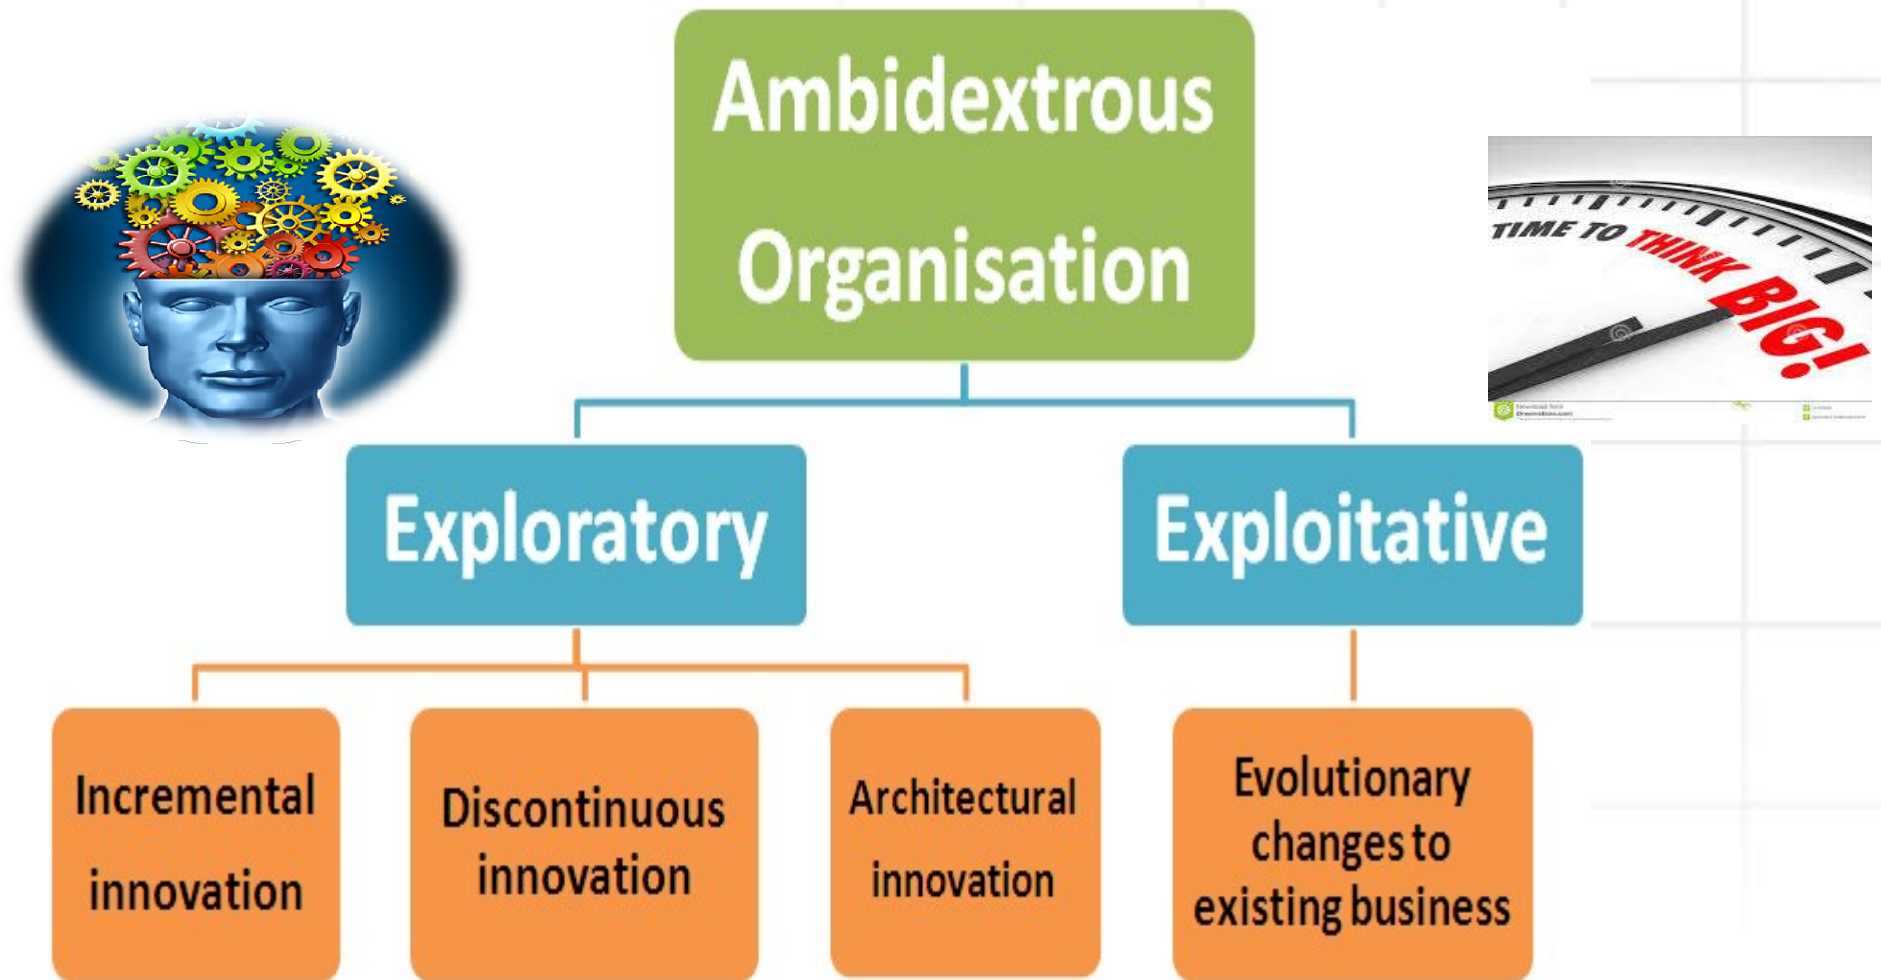 Ambidextrous
Organisation
TIME TO THINK BIG!
Exploratory
Exploitative
Incremental
innovation
Discontinuous
innovation
Architectural
innovation
Evolutionary
changes to
existing business